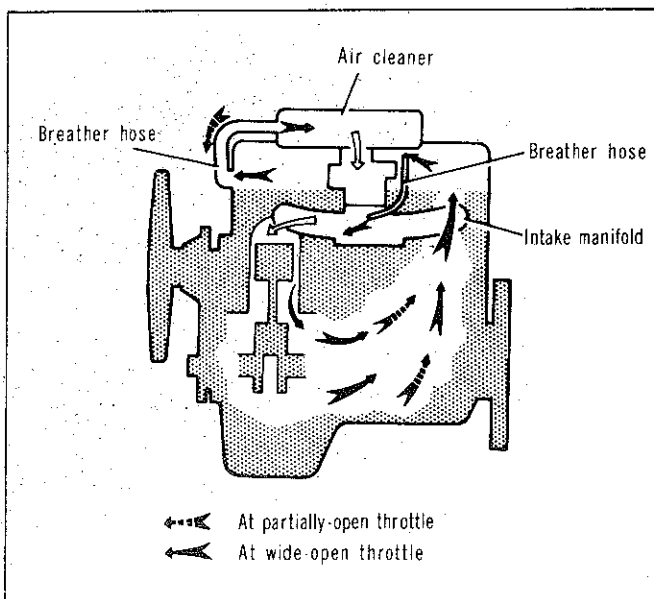 Air cleaner
Breather hose
Breather hose
Intake manifold
At partially-open throttle
At wide-open throttle